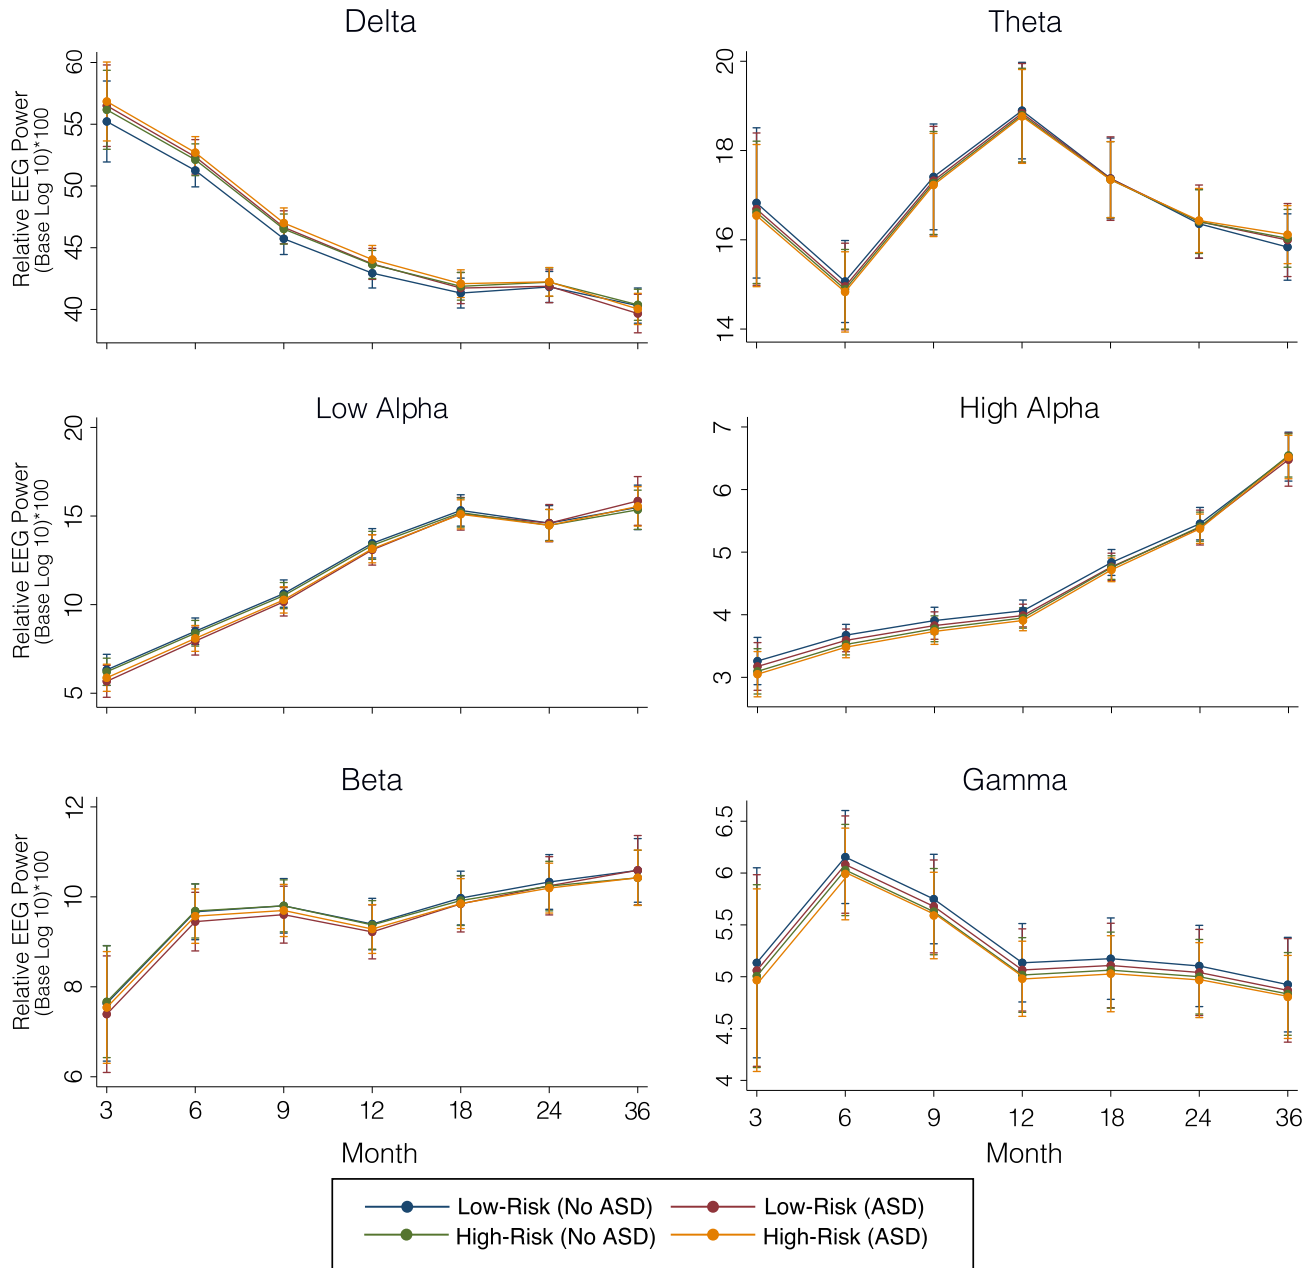 Delta
Theta
60
55
50
45
40
Relative EEG Power
(Base Log 10)*100
20
18
16
14
Low Alpha
High Alpha
20
15
10
5
Relative EEG Power
(Base Log 10)*100
7
6
5
4
3
Beta
Gamma
12
10
8
6
Relative EEG Power
(Base Log 10)*100
6.5
6
5.5
5
4.5
4
3 6 9 12 18 24 36
3 6 9 12 18 24 36
Month
Month
Low-Risk (No ASD) Low-Risk (ASD)
High-Risk (No ASD) High-Risk (ASD)